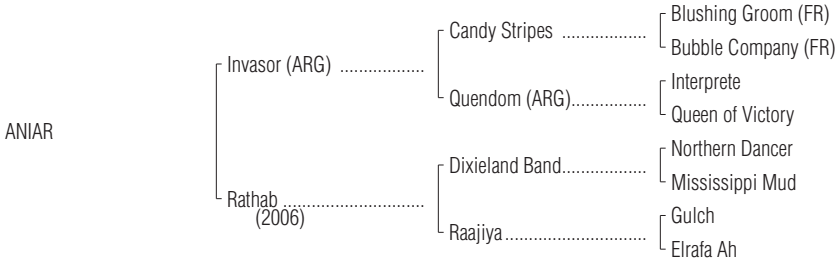 Blushing Groom (FR)
Candy Stripes ..................
Bubble Company (FR)
Invasor (ARG) ..................
Interprete
Quendom (ARG)................
Queen of Victory
ANIAR
Northern Dancer
Dixieland Band..................
Mississippi Mud
Rathab ..............................
(2006)
Gulch
Raajiya ..............................
Elrafa Ah